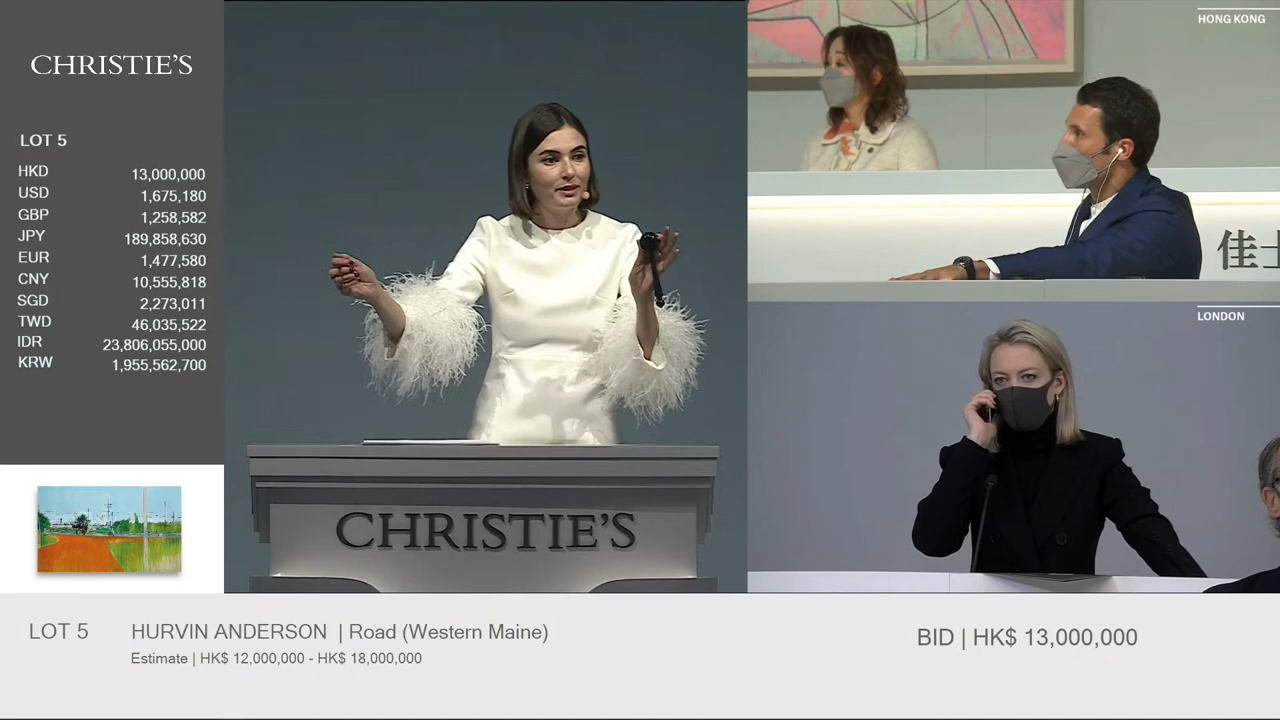 CHRISTIE'S
LOT 5
HKD 13,000,000
USD 1,675,180
GBP 1,258,582
JPY 189,858,630
EUR 1,477,580
CNY 10,555,818
SGD 2,273,011
TWD 46,035,522
IDR 23,806,055,000
KRW 1,955,562,700
CHRISTIE'S
HONG KONG
佳士
LONDON
LOT 5 HURVIN ANDERSON | Road (Western Maine)
Estimate | HK$ 12,000,000 - HK$ 18,000,000
BID | HK$ 13,000,000